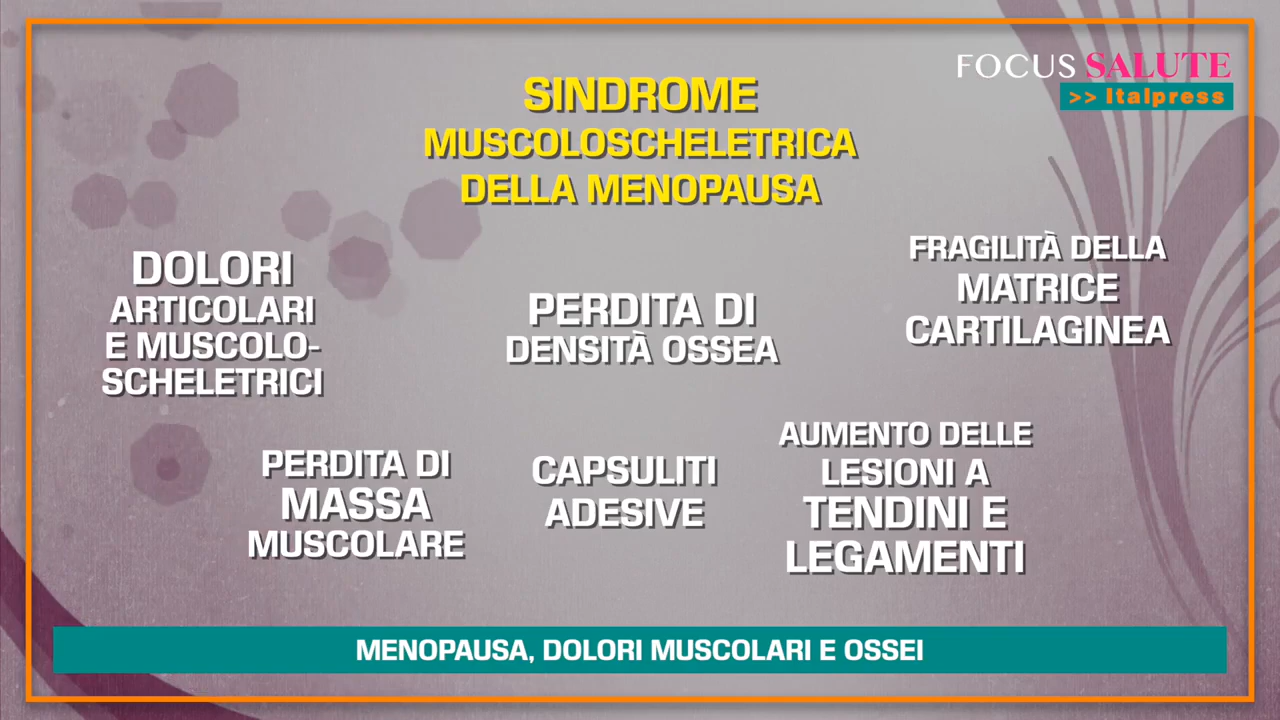 FOCUS SALUTE
>> Italpress
SINDROME
MUSCOLOSCHELETRICA
DELLA MENOPAUSA
DOLORI
ARTICOLARI
E MUSCOLO-
SCHELETRICI
PERDITA DI
DENSITÀ OSSEA
FRAGILITÀ DELLA
MATRICE
CARTILAGINEA
PERDITA DI
MASSA
MUSCOLARE
CAPSULITI
ADESIVE
AUMENTO DELLE
LESIONI A
TENDINI E
LEGAMENTI
MENOPAUSA, DOLORI MUSCOLARI E OSSEI